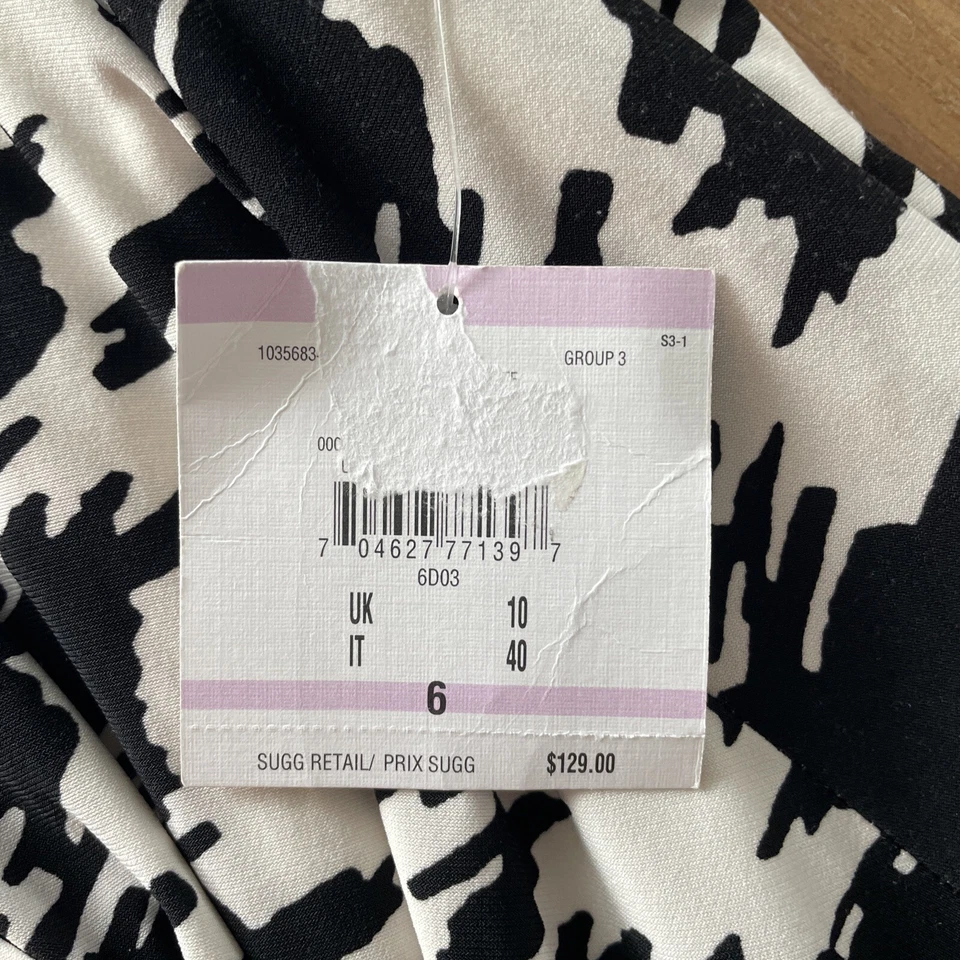 S3-1
1035683-
GROUP 3
000
7 04627 77139 7
6D03
UK 10
IT 40
6
SUGG RETAIL/ PRIX SUGG $129.00